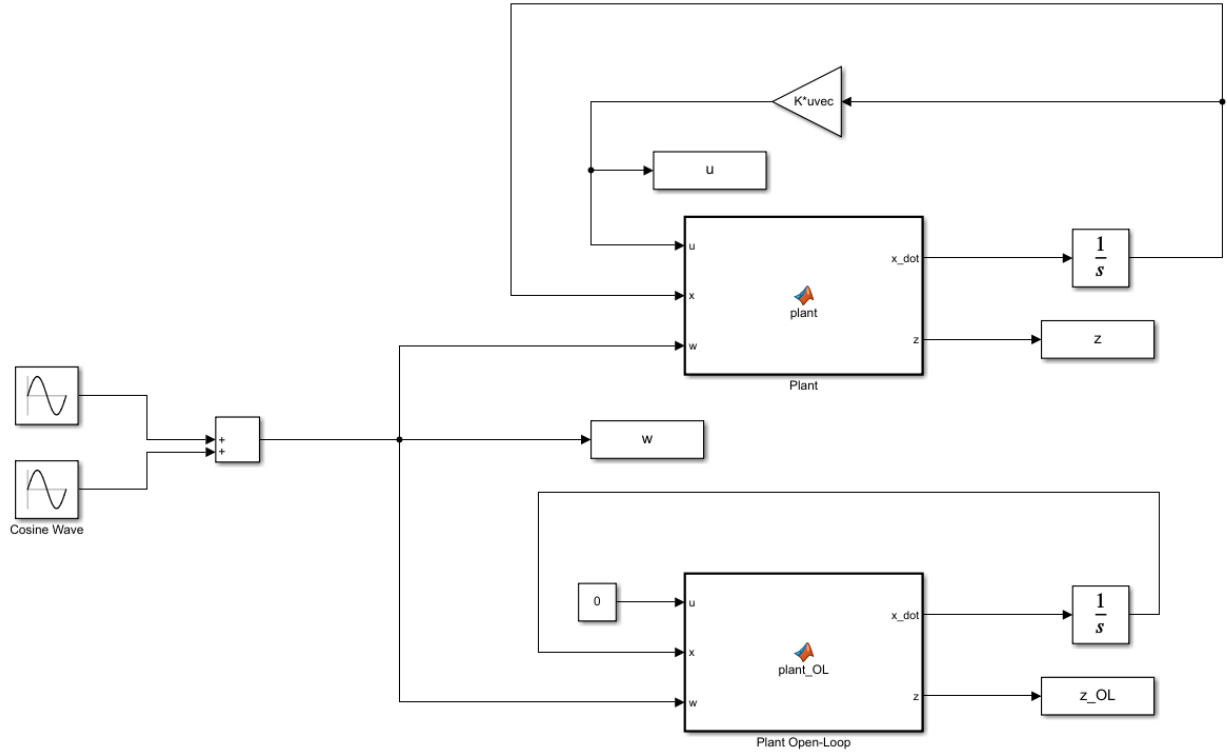 K*uvec
u
u
x
w
x_dot
z
plant
Plant
1
s
z
+
+
Cosine Wave
w
0
u
x
w
x_dot
z
plant_OL
Plant Open-Loop
1
s
z_OL